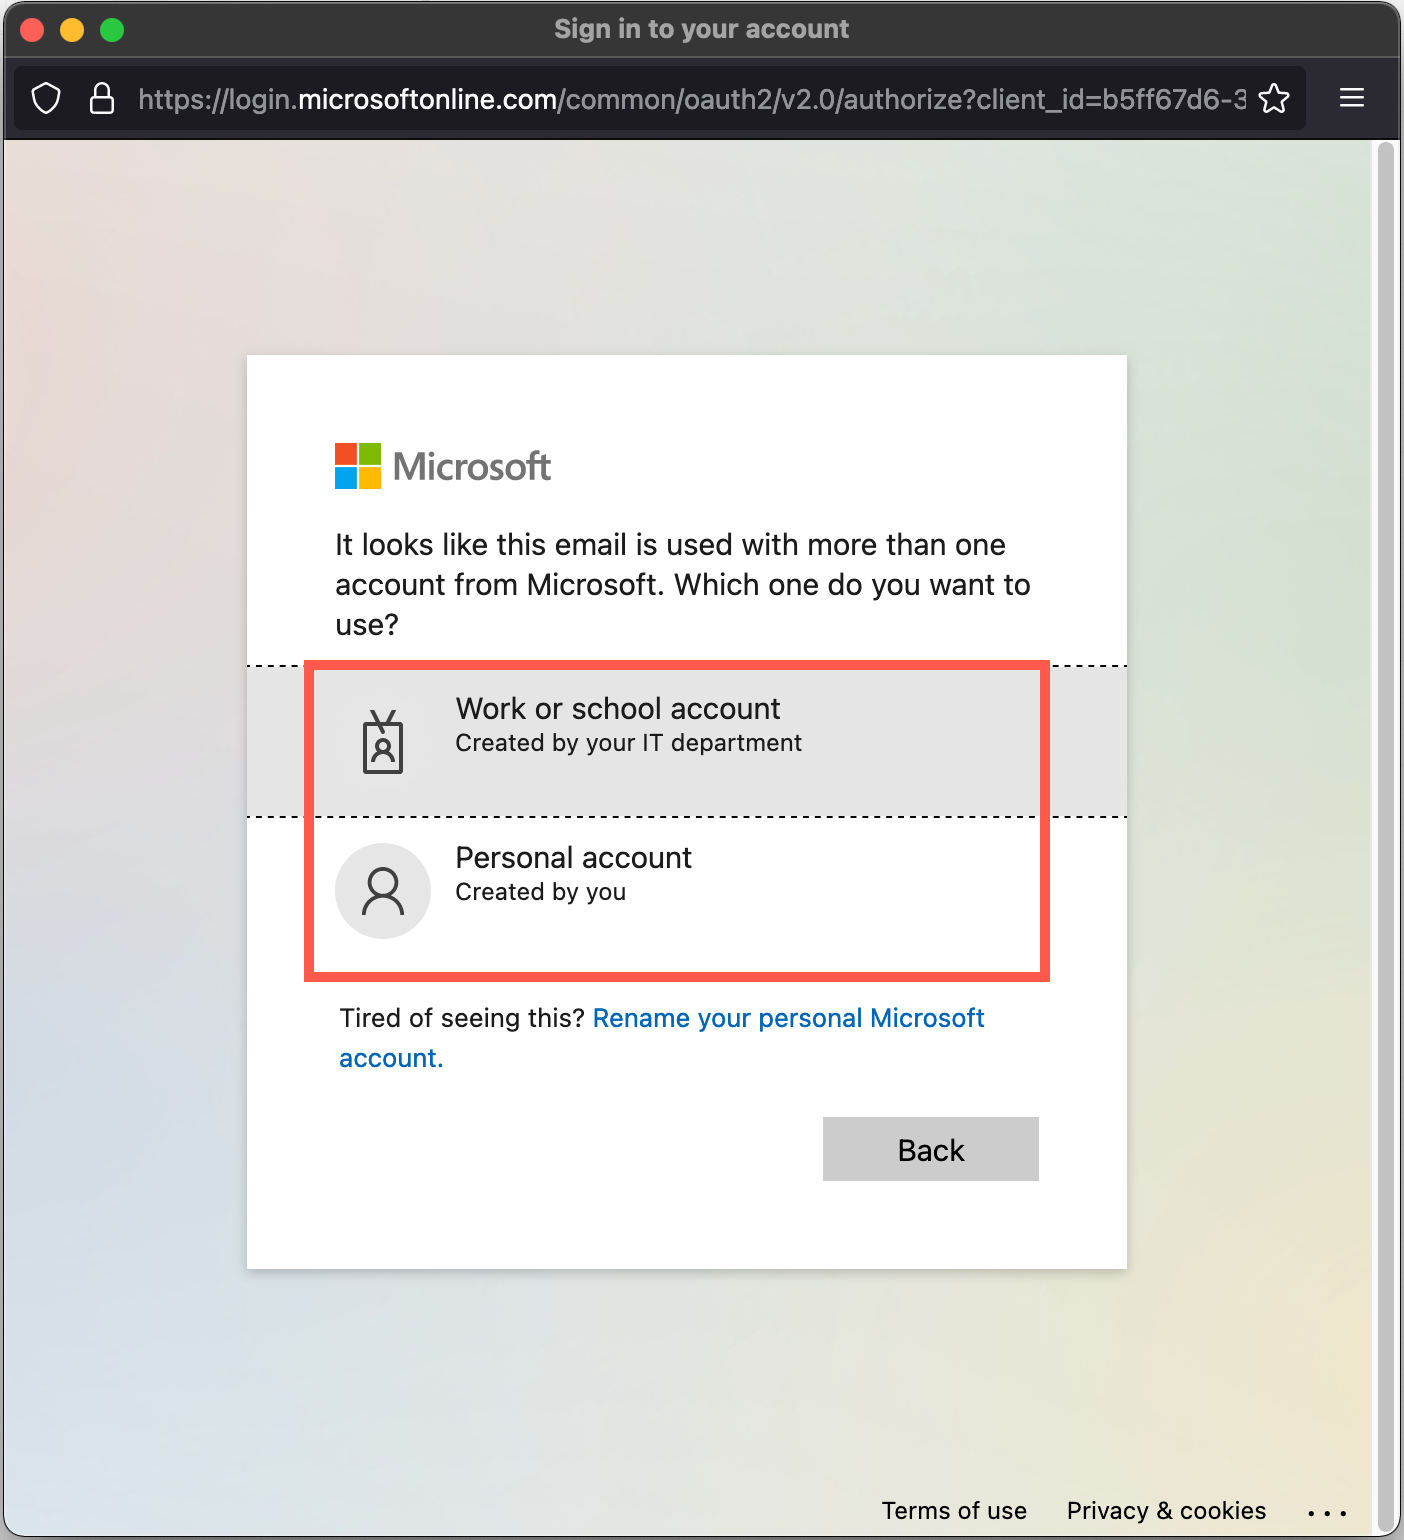 Sign in to your account
https://login.microsoftonline.com/common/oauth2/v2.0/authorize?client_id=b5ff67d6-3
Microsoft
It looks like this email is used with more than one
account from Microsoft. Which one do you want to
use?
Work or school account
Created by your IT department
Personal account
Created by you
Tired of seeing this? Rename your personal Microsoft
account.
Back
Terms of use Privacy & cookies ...